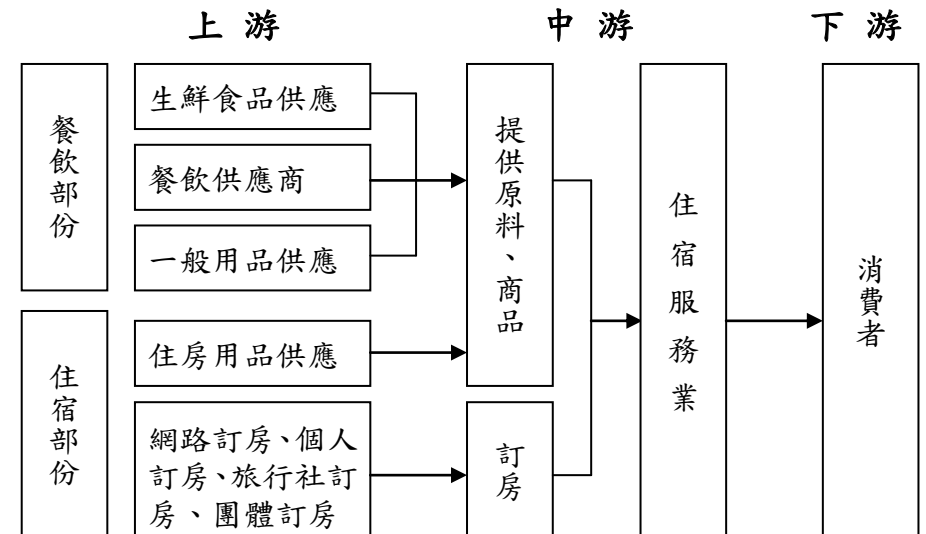 上 游 中 游 下 游
餐飲部份
生鮮食品供應
餐飲供應商
一般用品供應
住宿部份
住房用品供應
網路訂房、個人
訂房、旅行社訂
房、團體訂房
提供原料、商品
訂房
住宿服務業
消費者